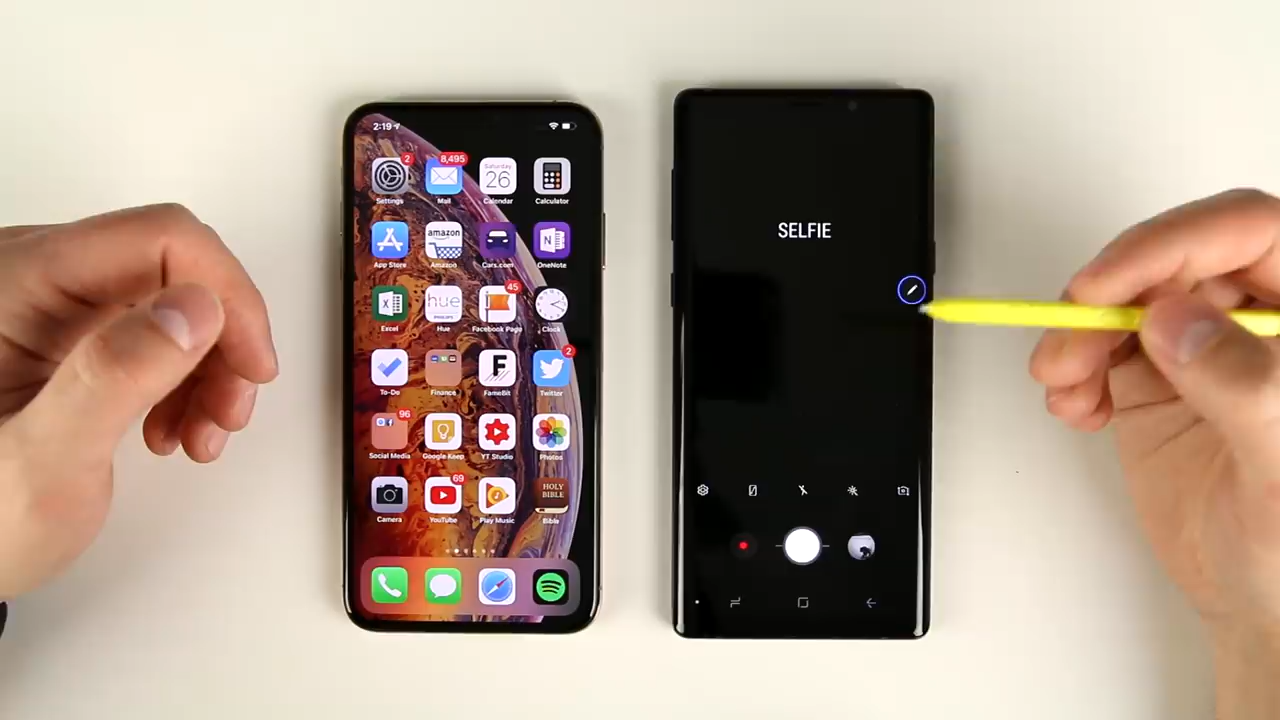 2:19
2
8,495
Saturday
26
Settings
Mail
Calendar
Calculator
amazon
N
App Store
Amazon
Cars.com
OneNote
45
X
hue
Excel
Hue
Facebook Page
Clock
2
F
To-Do
Finance
FameBit
Twitter
96
Social Media
Google Keep
YT Studio
Photos
69
HOLY
BIBLE
Camera
YouTube
Play Music
Bible
SELFIE